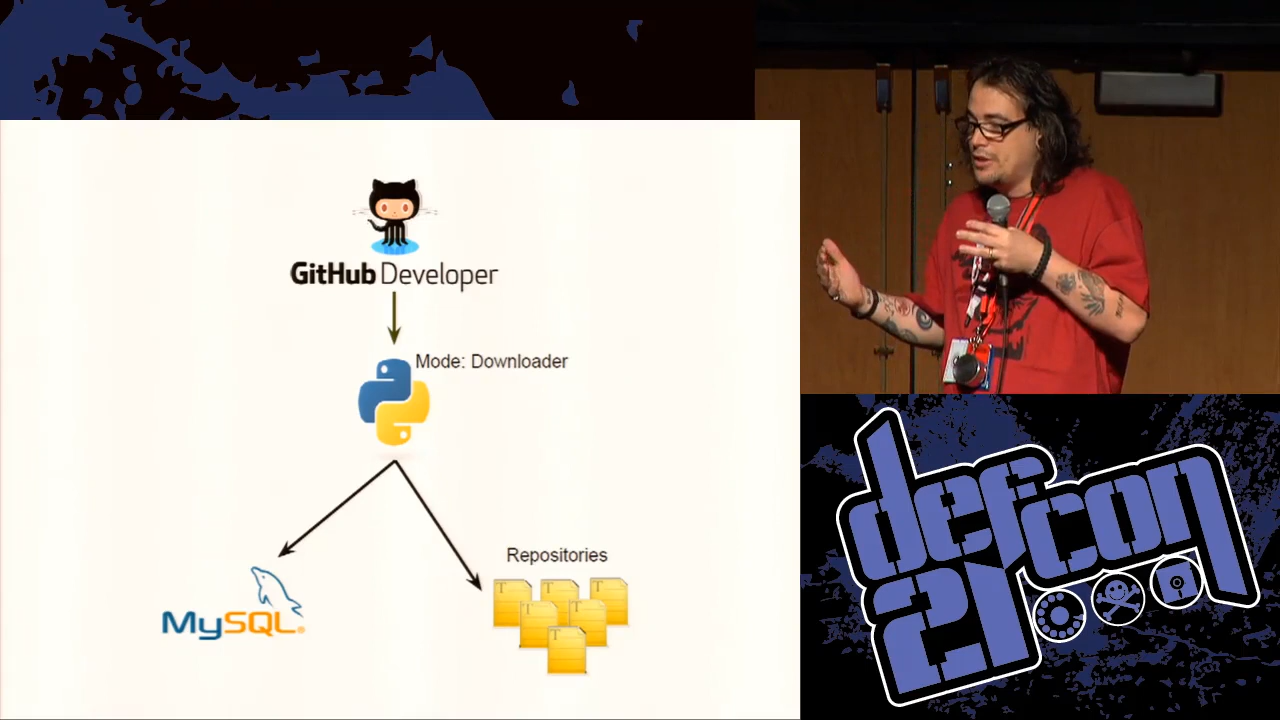 GitHub Developer
Mode: Downloader
Repositories
MySQL®
defcon
21